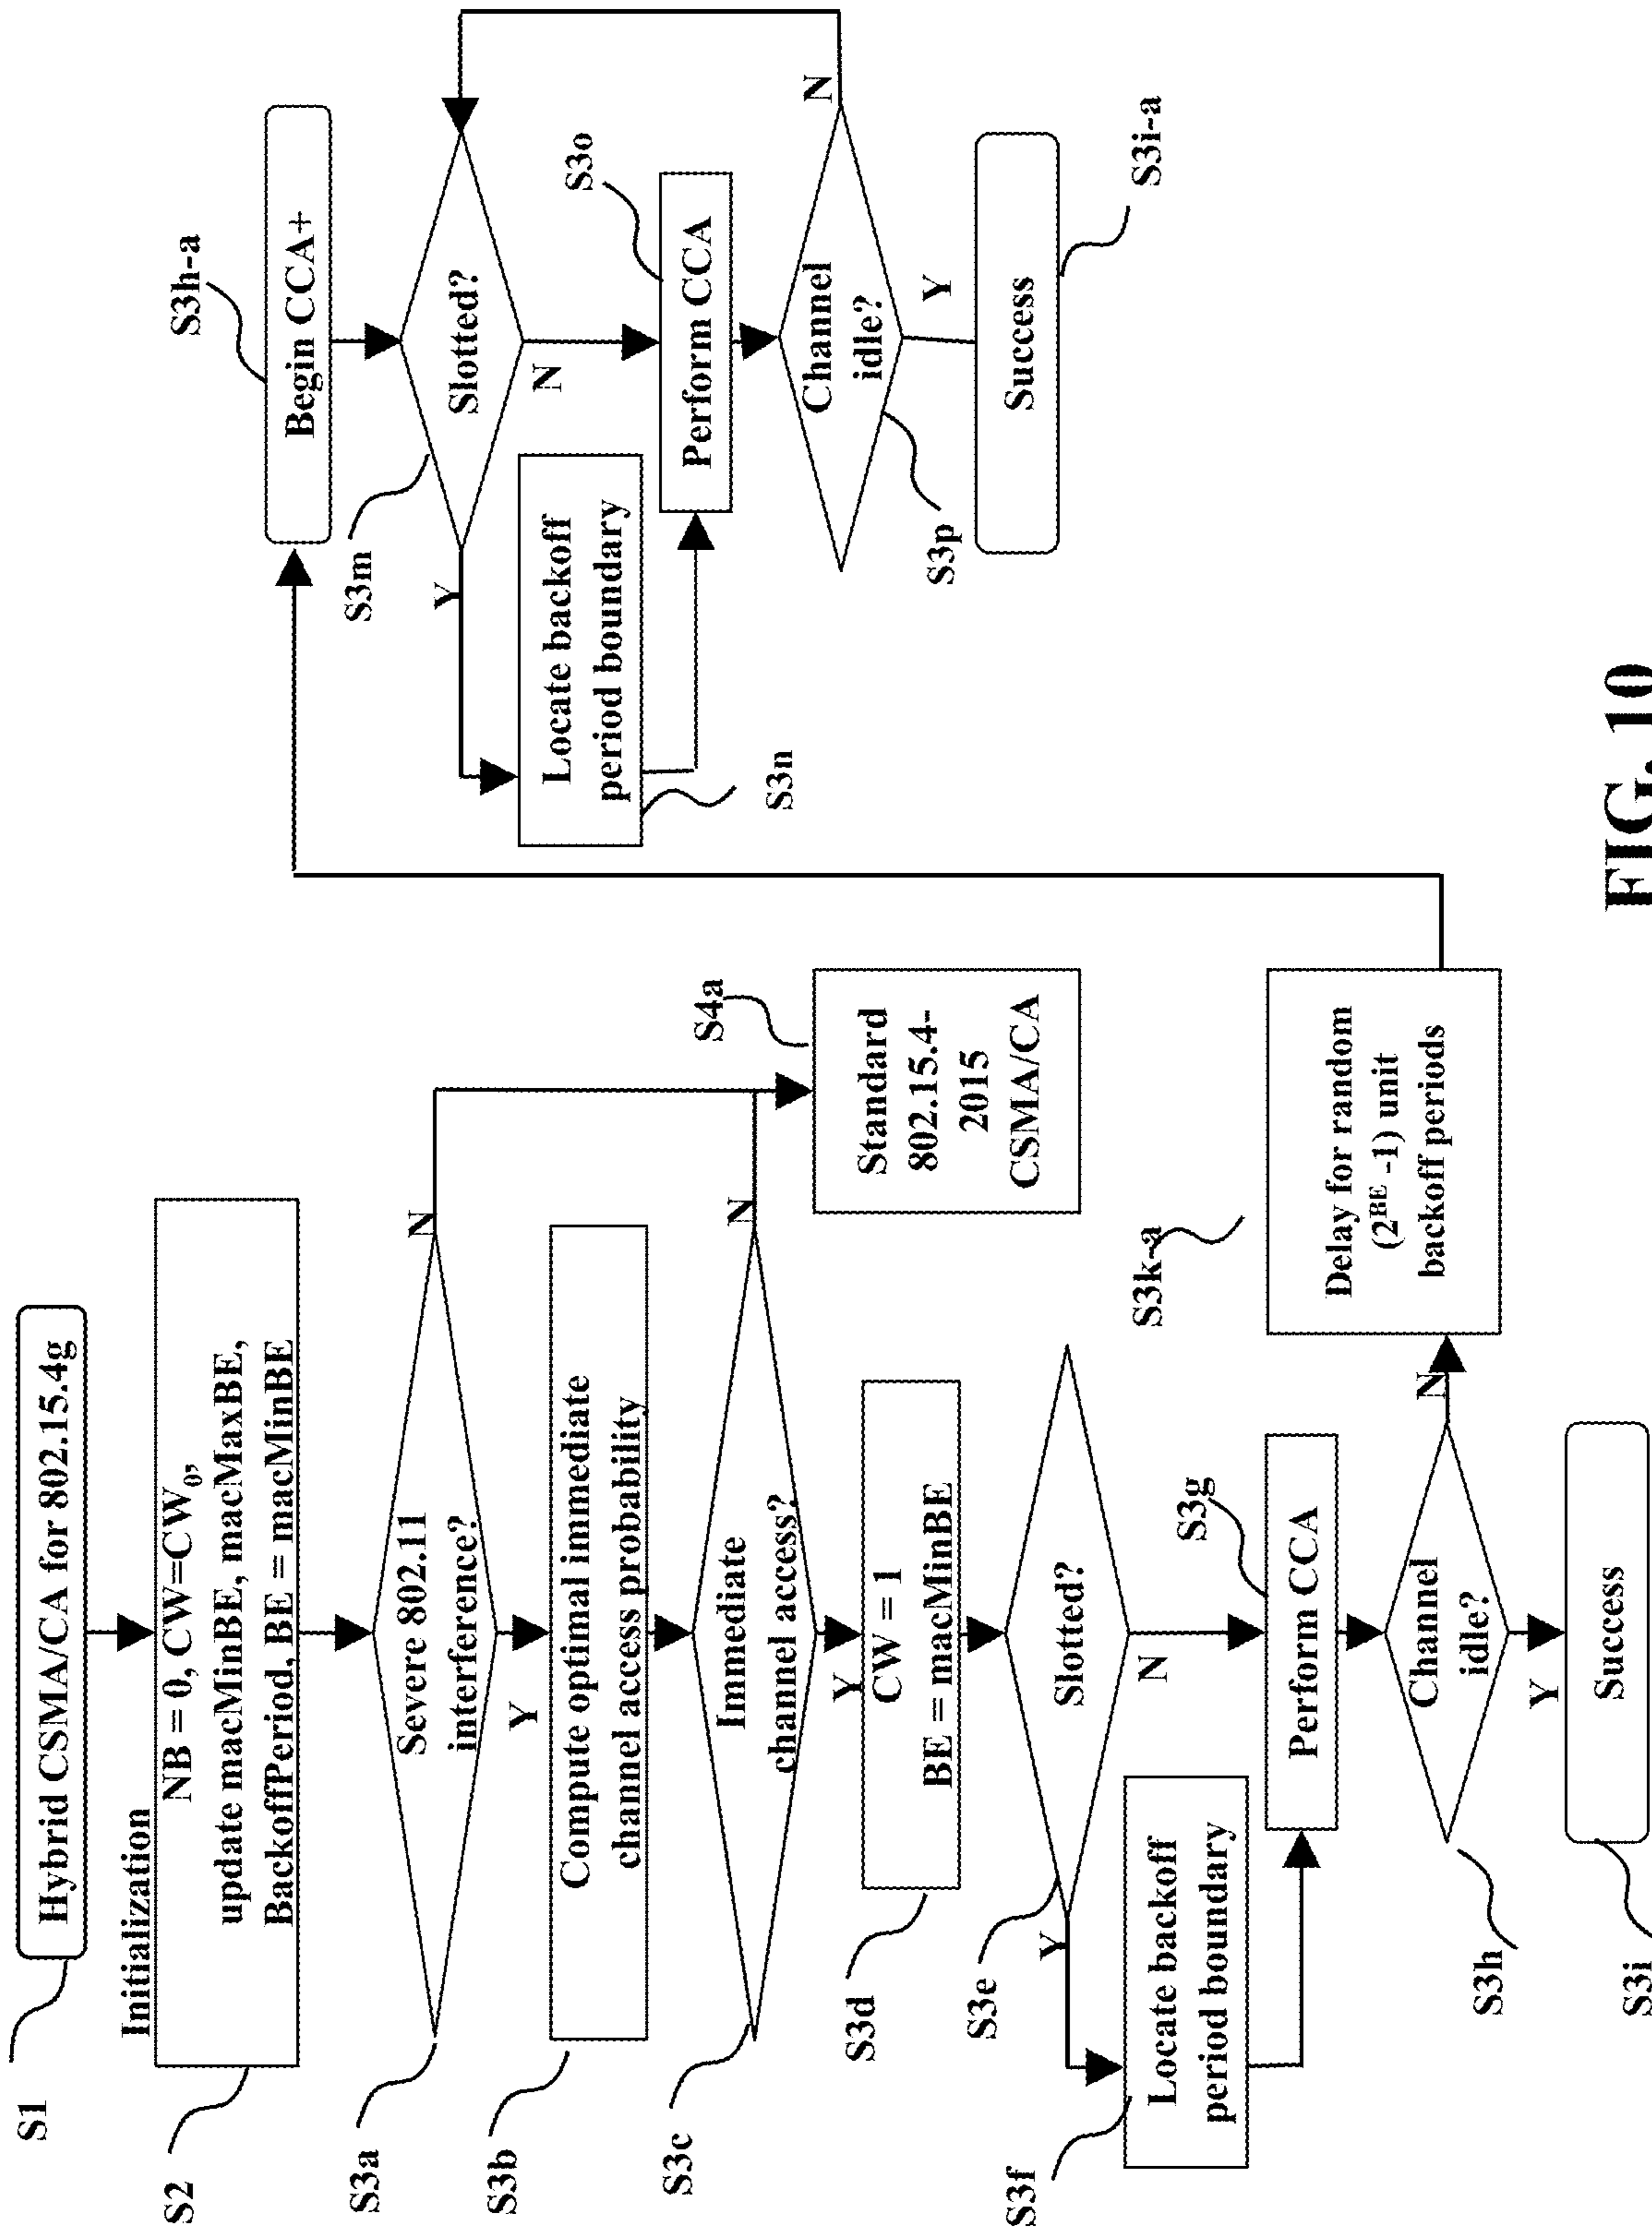 S1
Hybrid CSMA/CA for 802.15.4g
Initialization
S2
NB = 0, CW=CW₀,
update macMinBE, macMaxBE,
BackoffPeriod, BE = macMinBE
S3a
Severe 802.11
interference?
N
Y
S3b
Compute optimal immediate
channel access probability
S3c
Immediate
channel access?
N
Y
S4a
Standard
802.15.4-
2015
CSMA/CA
S3d
CW = 1
BE = macMinBE
S3e
Slotted?
Y
N
S3f
Locate backoff
period boundary
S3g
Perform CCA
S3h
Channel
idle?
N
Y
S3i
Success
S3k-a
Delay for random
(2ᴮᴱ -1) unit
backoff periods
S3h-a
Begin CCA+
S3m
Slotted?
Y
N
S3n
Locate backoff
period boundary
S3o
Perform CCA
S3p
Channel
idle?
N
Y
Success
S3i-a
FIG. 10